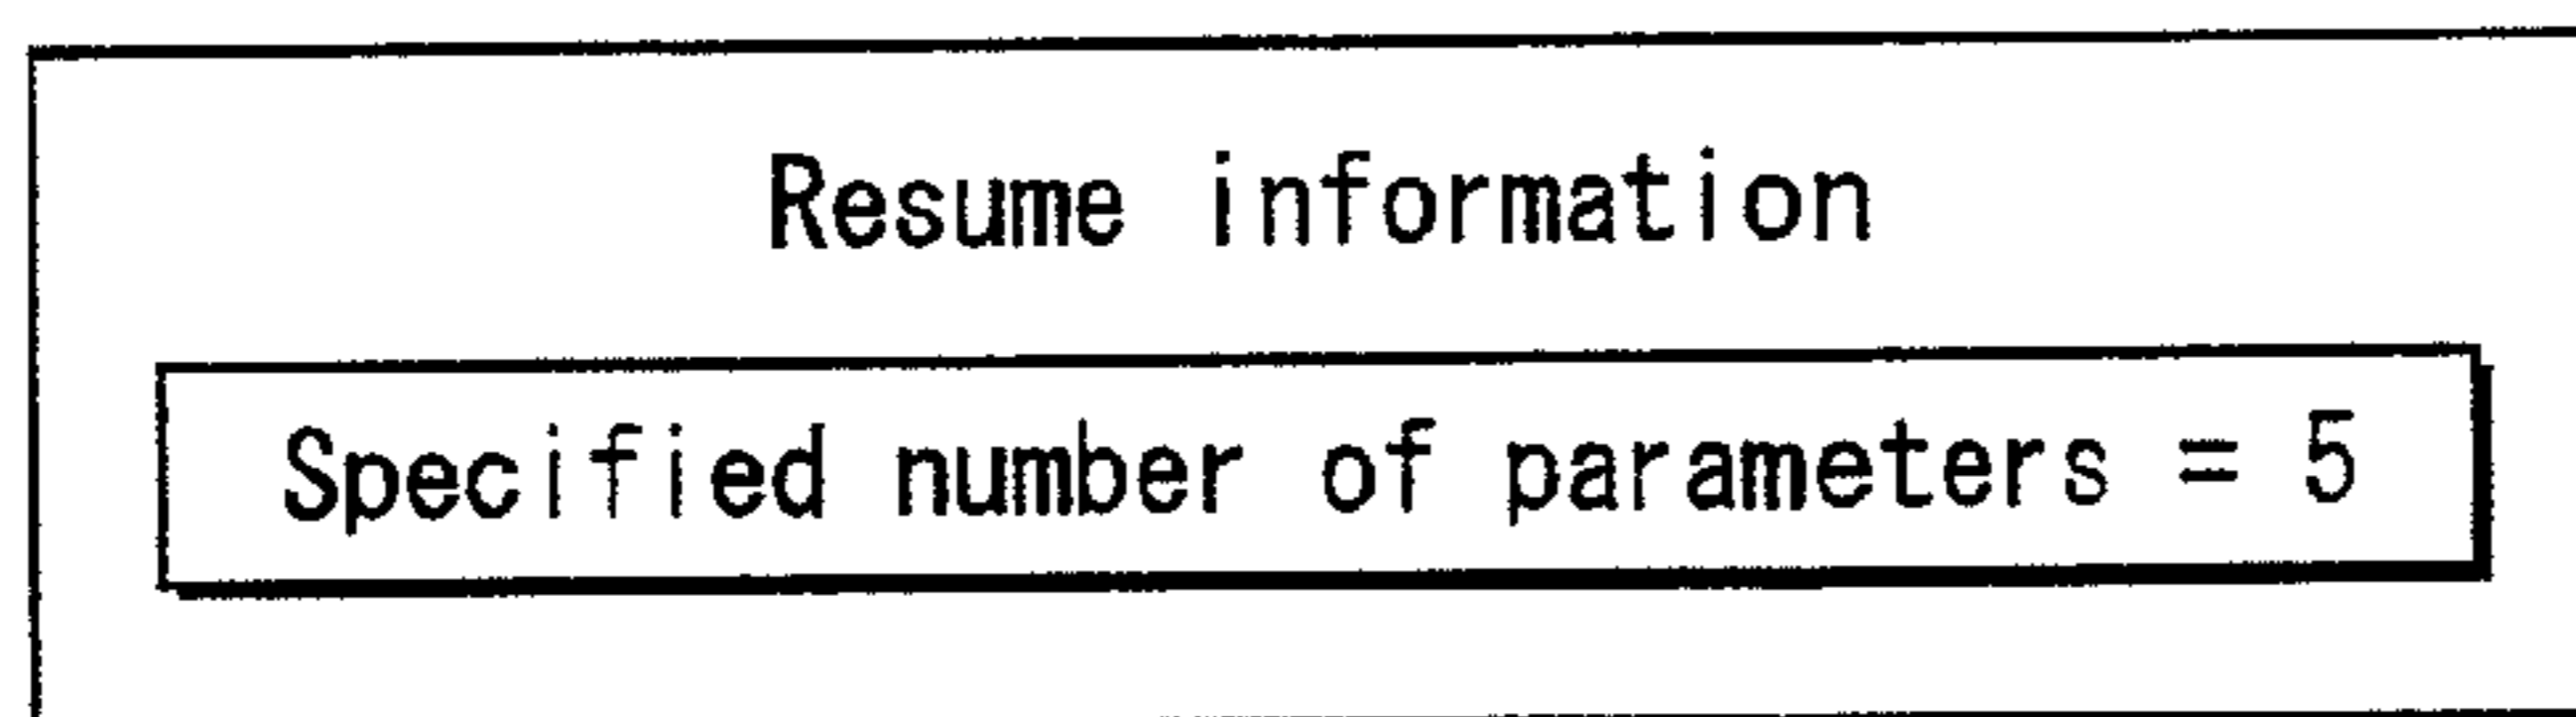 Resume information
Specified number of parameters = 5